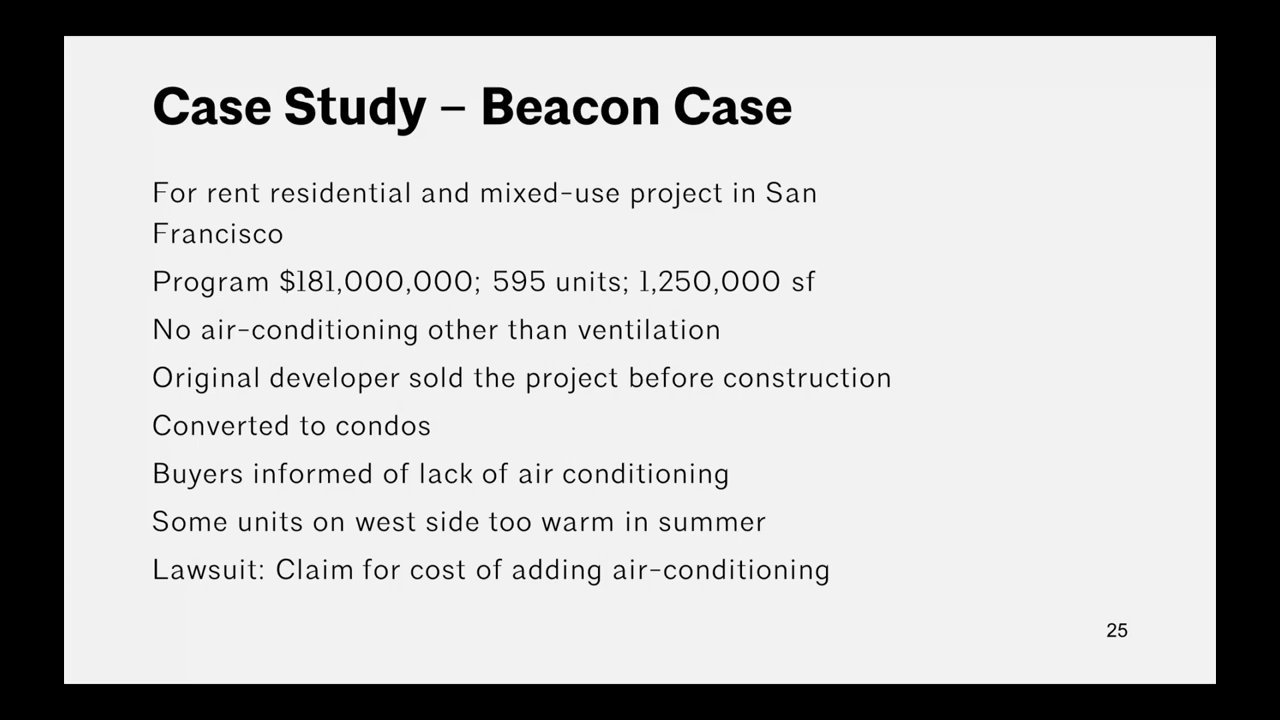 Case Study – Beacon Case
For rent residential and mixed-use project in San
Francisco
Program $181,000,000; 595 units; 1,250,000 sf
No air-conditioning other than ventilation
Original developer sold the project before construction
Converted to condos
Buyers informed of lack of air conditioning
Some units on west side too warm in summer
Lawsuit: Claim for cost of adding air-conditioning
25